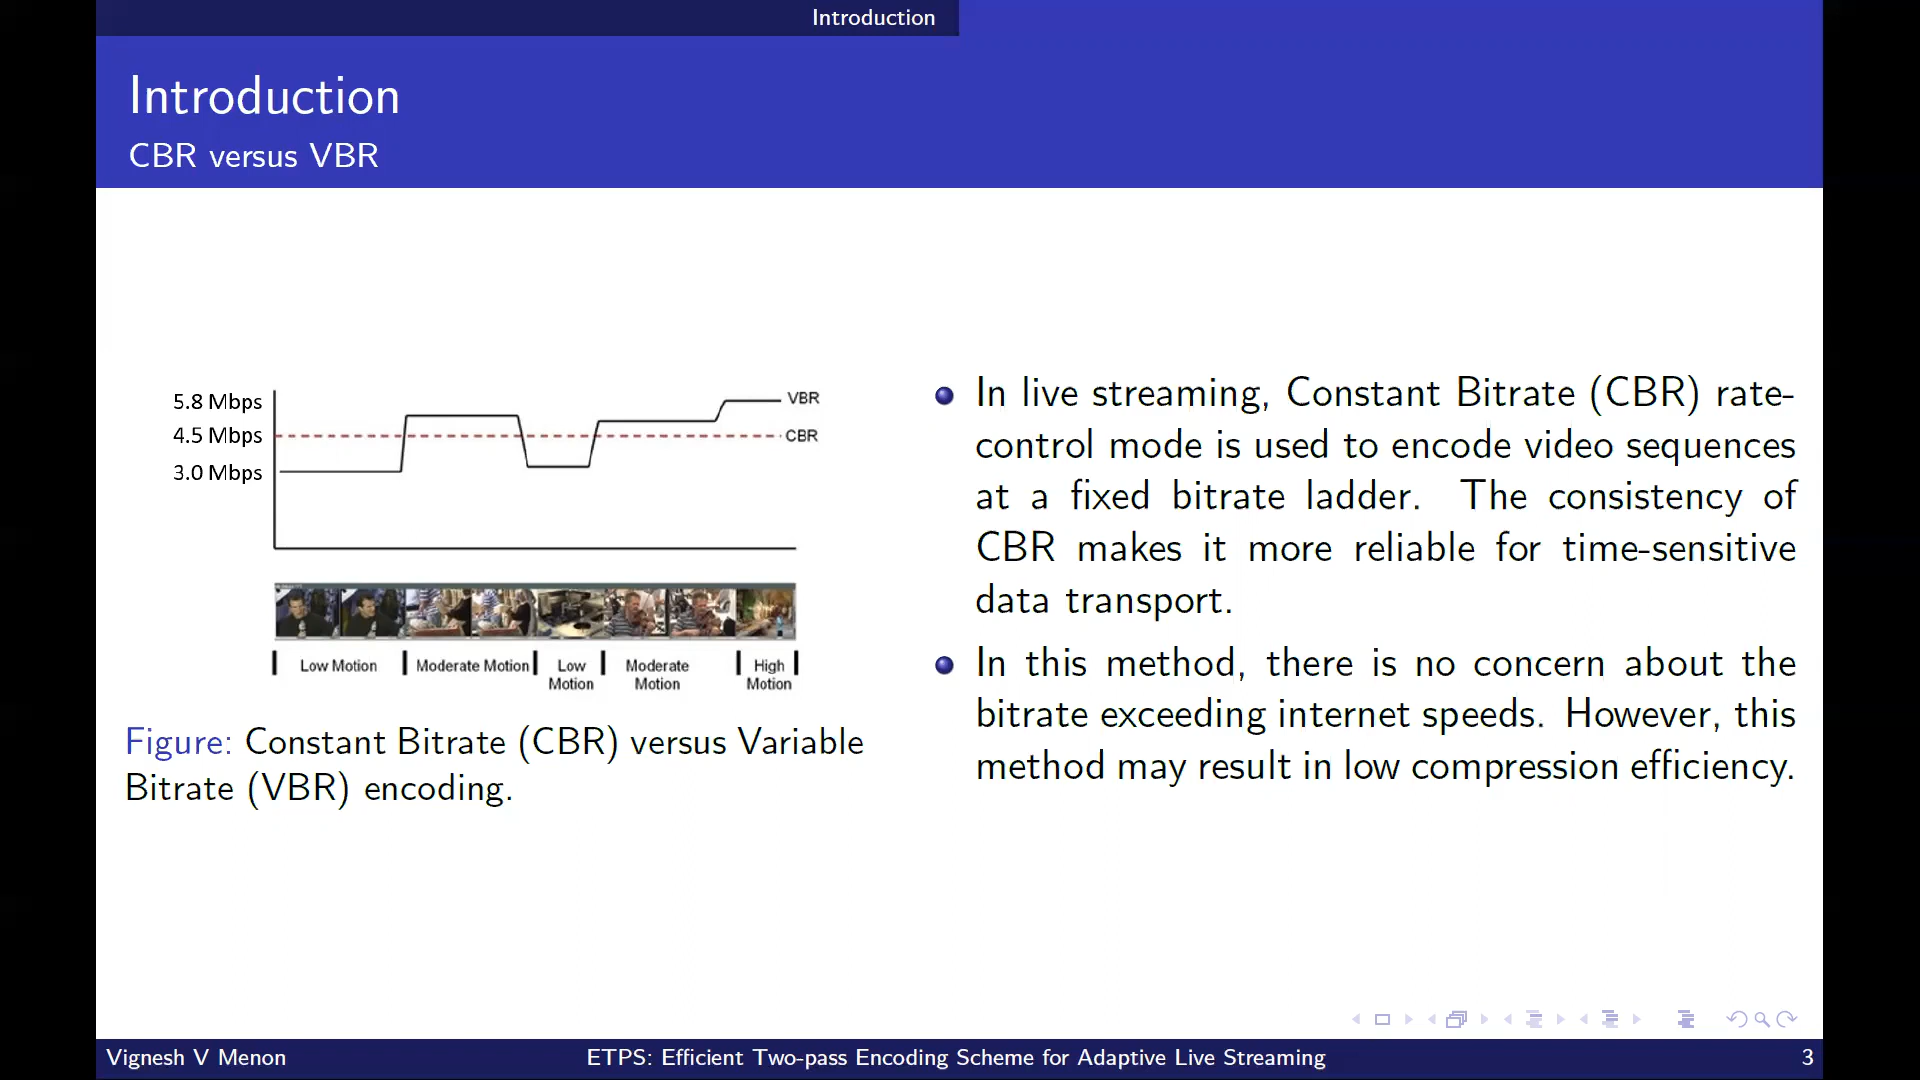 Introduction
Introduction
CBR versus VBR
5.8 Mbps
4.5 Mbps
3.0 Mbps
VBR
CBR
Low Motion
Moderate Motion
Low
Motion
Moderate
Motion
High
Motion
Figure: Constant Bitrate (CBR) versus Variable
Bitrate (VBR) encoding.
In live streaming, Constant Bitrate (CBR) rate-
control mode is used to encode video sequences
at a fixed bitrate ladder. The consistency of
CBR makes it more reliable for time-sensitive
data transport.
In this method, there is no concern about the
bitrate exceeding internet speeds. However, this
method may result in low compression efficiency.
Vignesh V Menon
ETPS: Efficient Two-pass Encoding Scheme for Adaptive Live Streaming
3